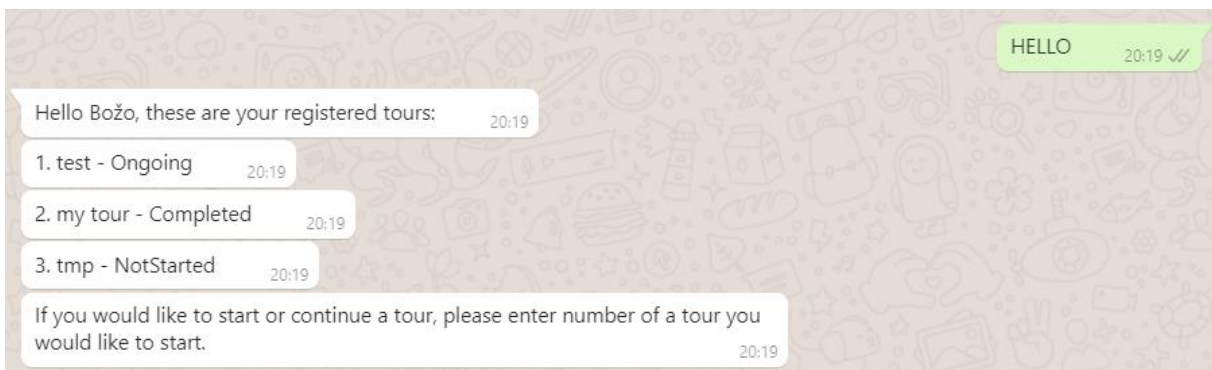 HELLO 20:19
Hello Božo, these are your registered tours: 20:19
1. test - Ongoing 20:19
2. my tour - Completed 20:19
3. tmp - NotStarted 20:19
If you would like to start or continue a tour, please enter number of a tour you
would like to start. 20:19